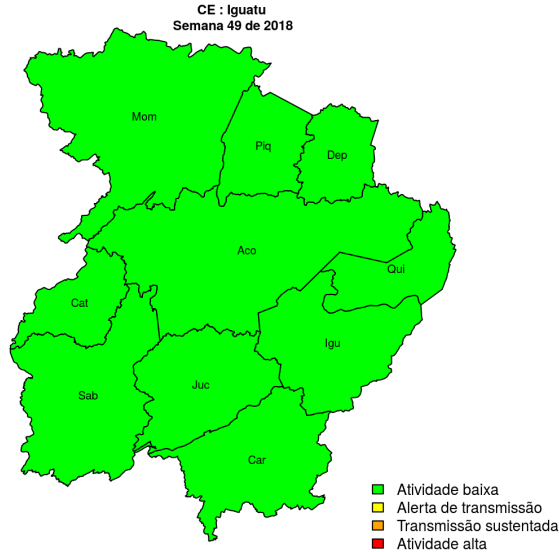 CE : Iguatu
Semana 49 de 2018
Mom
Piq
Dep
Aco
Qui
Cat
Igu
Sab
Juc
Car
Atividade baixa
Alerta de transmissão
Transmissão sustentada
Atividade alta